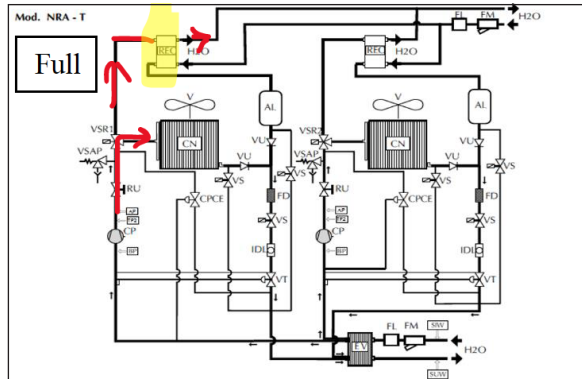 Mod. NRA - T
FL FM
H2O
REC H2O REC H2O
Full
AL AL
V V
VSR1 CN VU VSR2 CN VU
VSAP VU VSAP VU
RU VS VS RU VS VS
CPCE FD CPCE FD
AP AP
VS VS
CP CP
IDL IDL
BP BP
VT VT
FL FM SIW
EV H2O
SUW